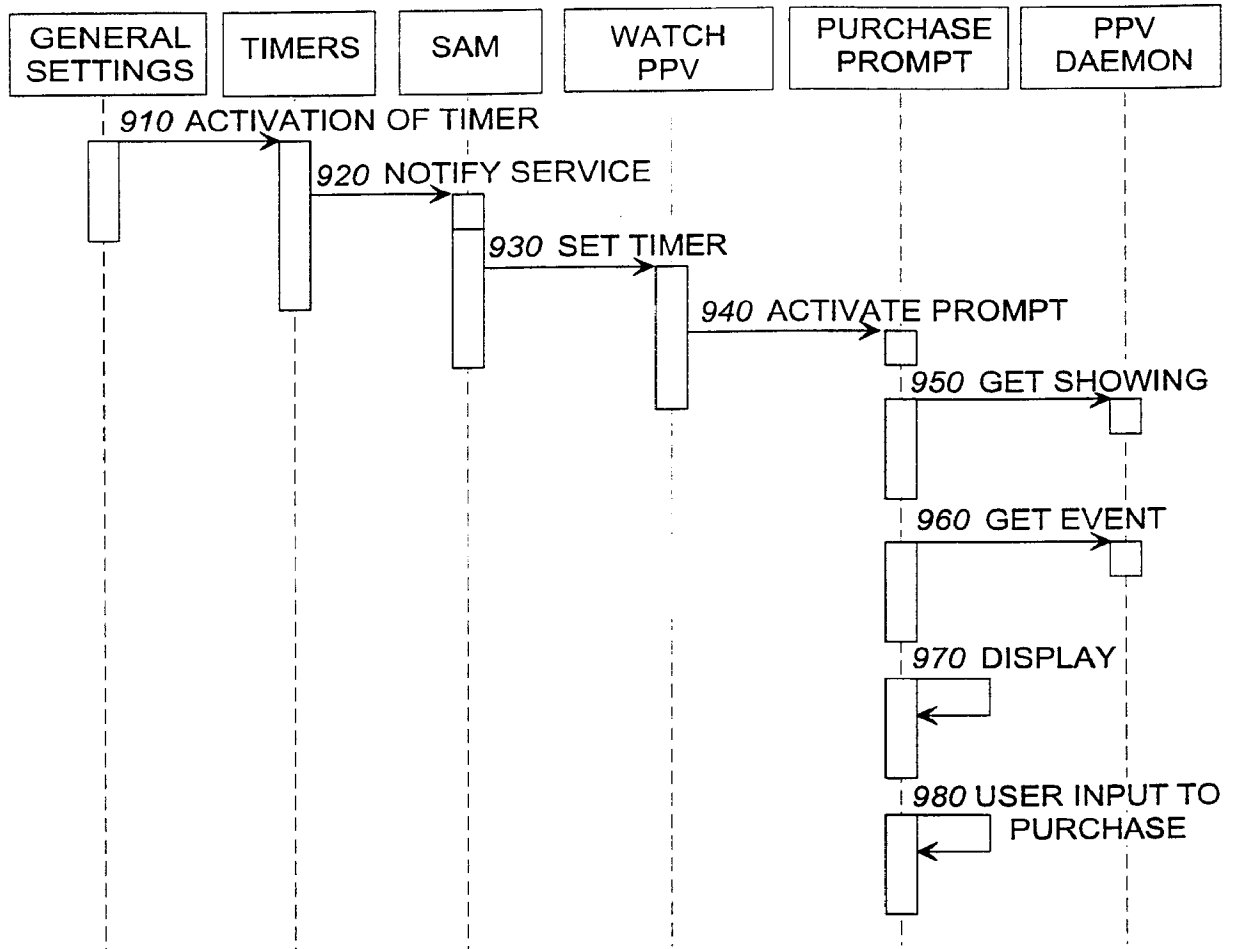 GENERAL
SETTINGS
TIMERS
SAM
WATCH
PPV
PURCHASE
PROMPT
PPV
DAEMON
910 ACTIVATION OF TIMER
920 NOTIFY SERVICE
930 SET TIMER
940 ACTIVATE PROMPT
950 GET SHOWING
960 GET EVENT
970 DISPLAY
980 USER INPUT TO
PURCHASE